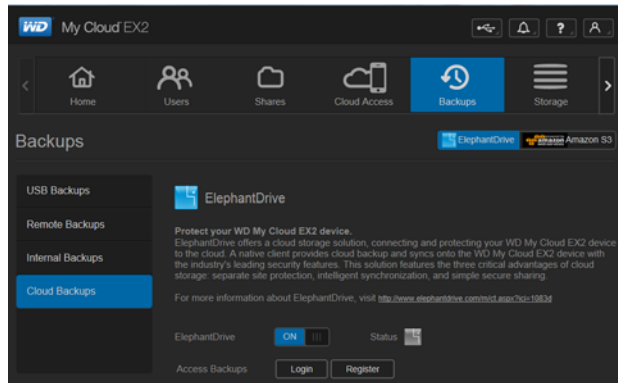 WD My Cloud EX2
?
Home
Users
Shares
Cloud Access
Backups
Storage
Backups
ElephantDrive
amazon Amazon S3
USB Backups
Remote Backups
Internal Backups
Cloud Backups
ElephantDrive
Protect your WD My Cloud EX2 device.
ElephantDrive offers a cloud storage solution, connecting and protecting your WD My Cloud EX2 device
to the cloud. A native client provides cloud backup and syncs onto the WD My Cloud EX2 device with
the industry's leading security features. This solution features the three critical advantages of cloud
storage: separate site protection, intelligent synchronization, and simple secure sharing.
For more information about ElephantDrive, visit http://www.elephantdrive.com/m/ct.aspx?ici=1083d
ElephantDrive ON Status
Access Backups Login Register